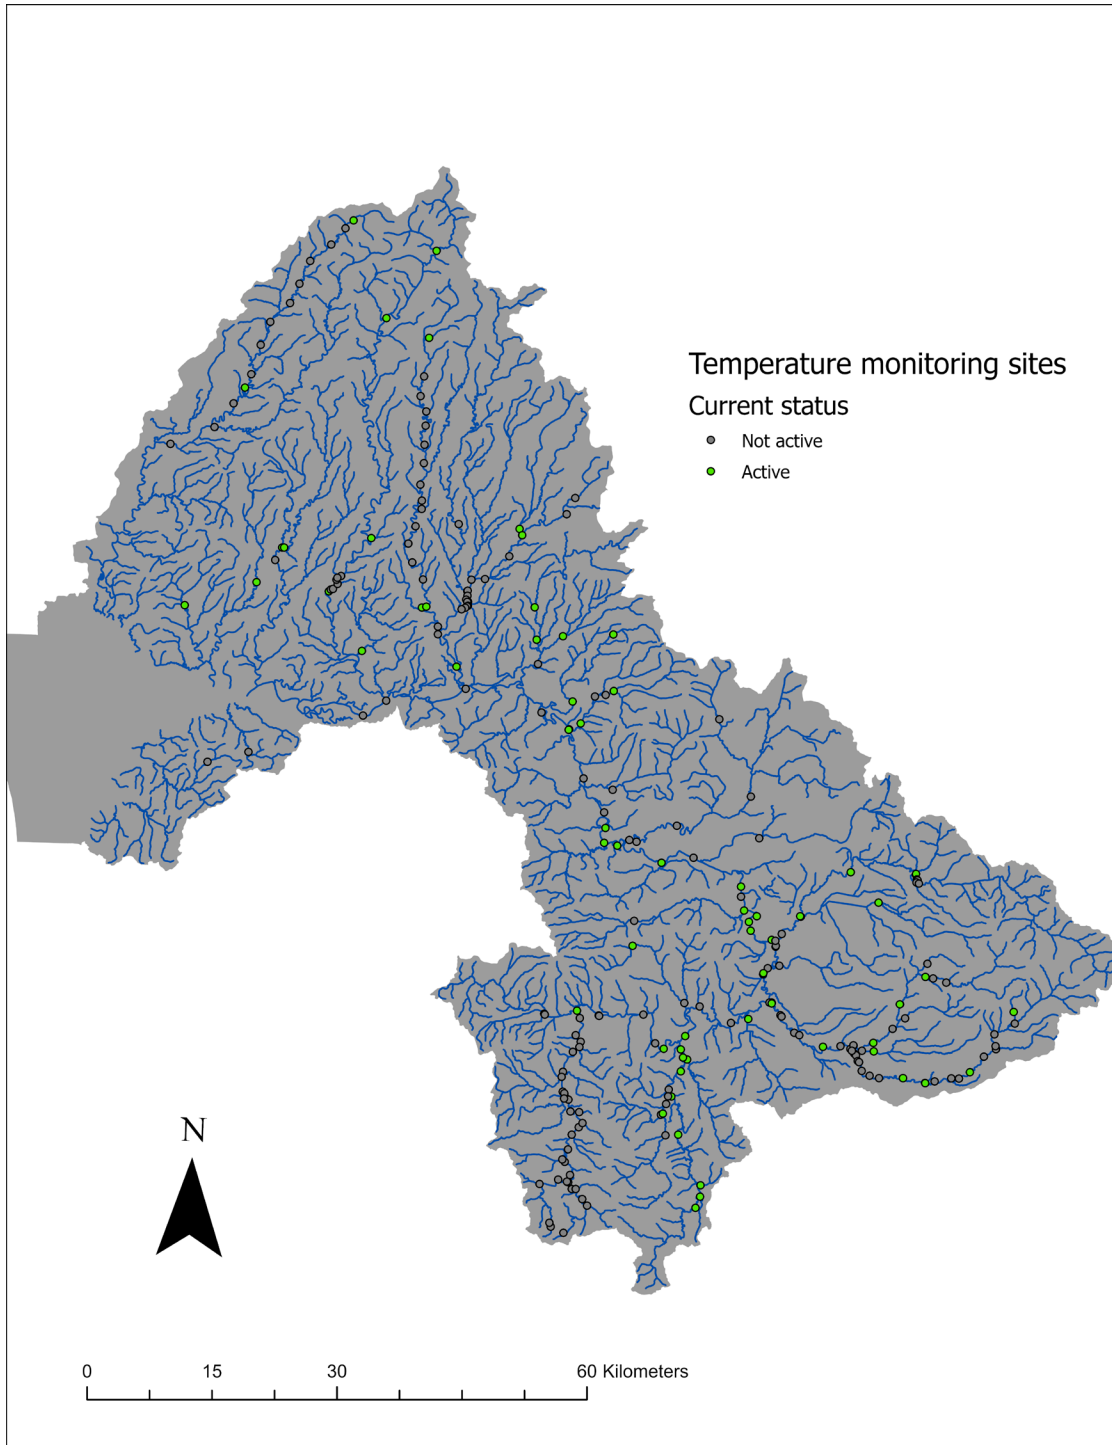 Temperature monitoring sites
Current status
Not active
Active
N
0 15 30 60 Kilometers